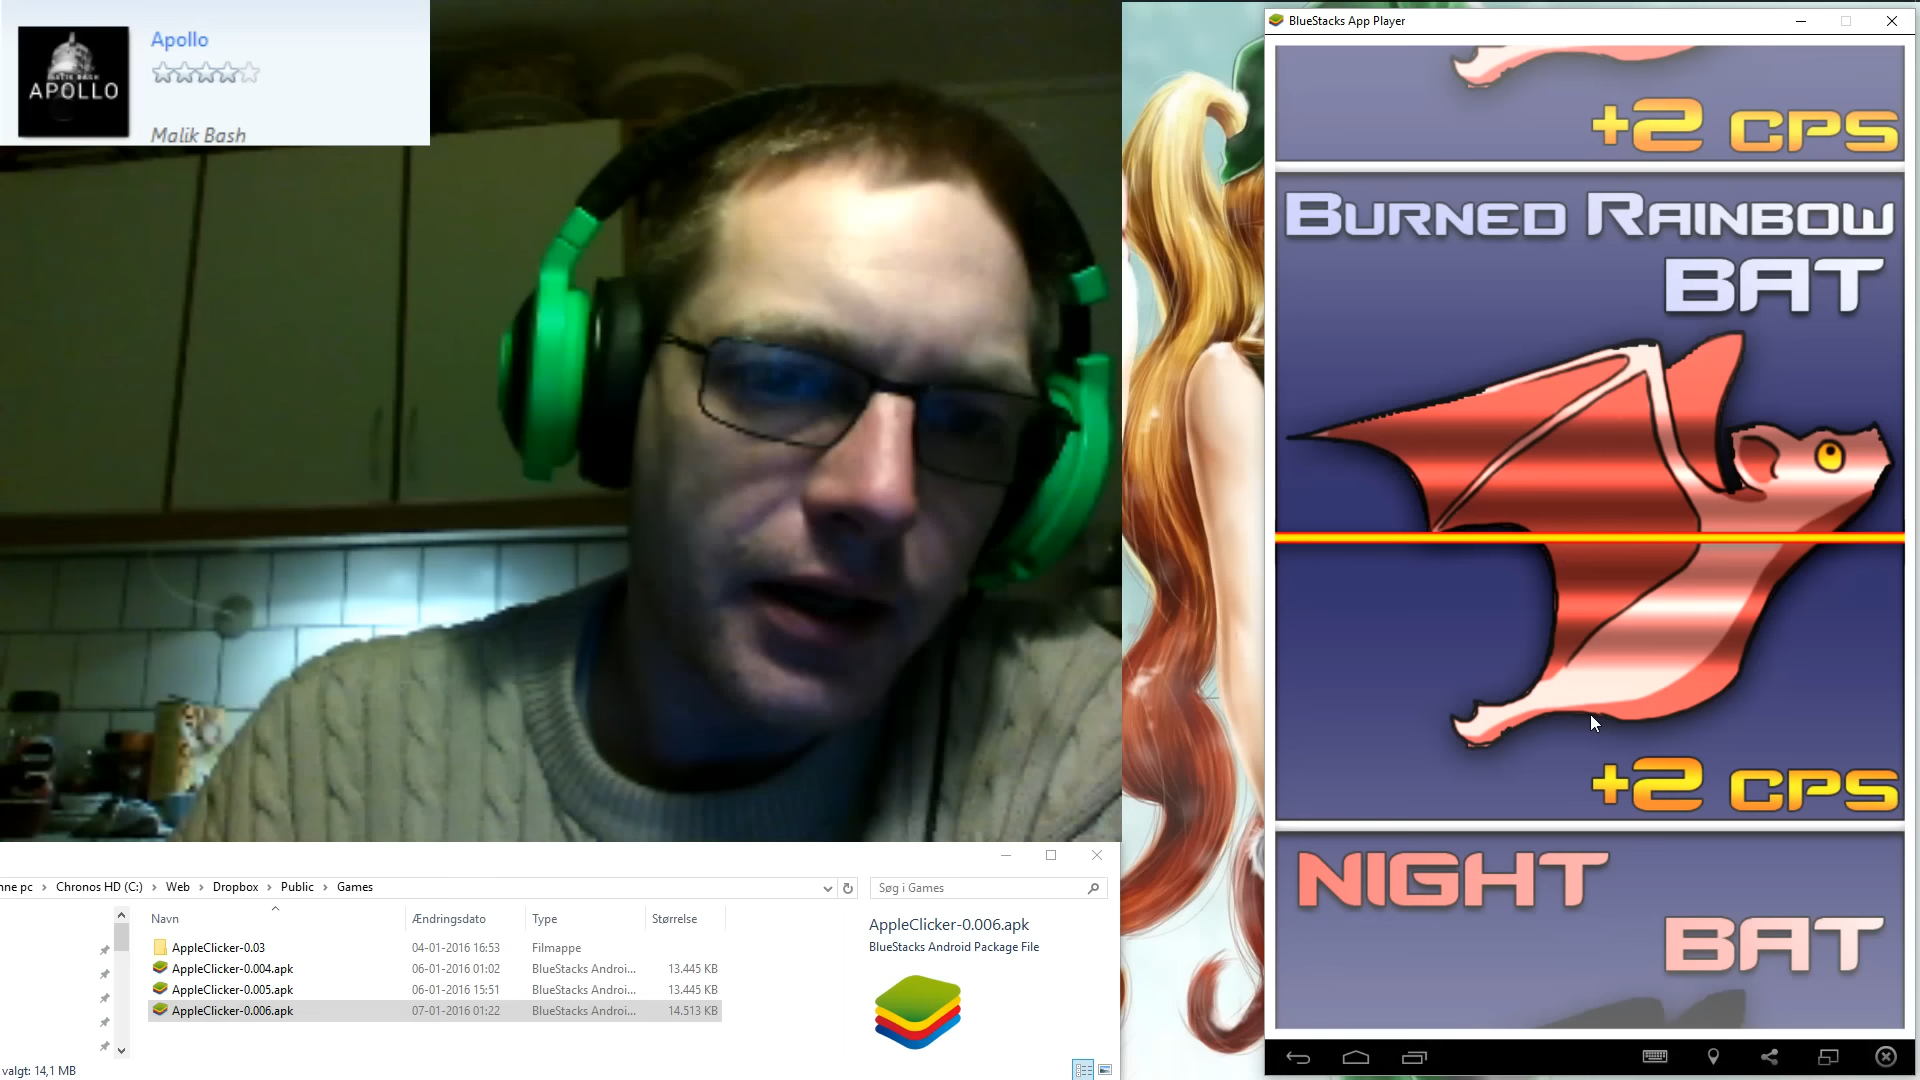 Apollo
MALIK BASH
APOLLO
Malik Bash
BlueStacks App Player
+2 CPS
BURNED RAINBOW
BAT
+2 CPS
NIGHT
BAT
nne pc > Chronos HD (C:) > Web > Dropbox > Public > Games
Søg i Games
Navn Ændringsdato Type Størrelse
AppleClicker-0.03 04-01-2016 16:53 Filmappe
AppleClicker-0.004.apk 06-01-2016 01:02 BlueStacks Androi... 13.445 KB
AppleClicker-0.005.apk 06-01-2016 15:51 BlueStacks Androi... 13.445 KB
AppleClicker-0.006.apk 07-01-2016 01:22 BlueStacks Androi... 14.513 KB
AppleClicker-0.006.apk
BlueStacks Android Package File
valgt: 14,1 MB